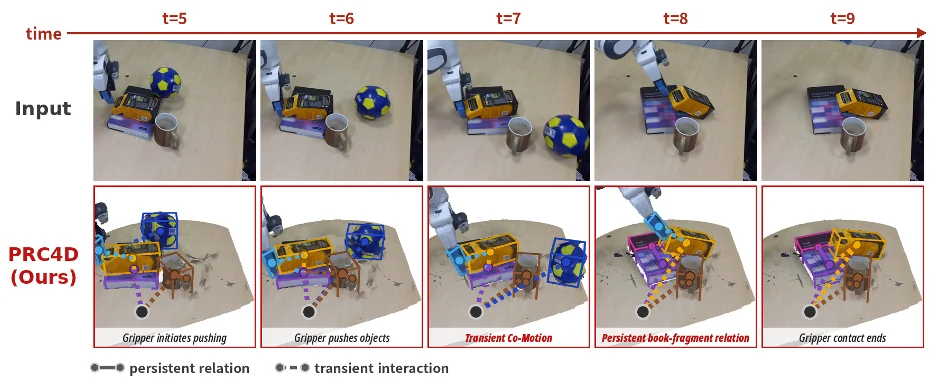 t=5 t=6 t=7 t=8 t=9
time
Input
PRC4D
(Ours)
Gripper initiates pushing
Gripper pushes objects
Transient Co-Motion
Persistent book-fragment relation
Gripper contact ends
persistent relation
transient interaction